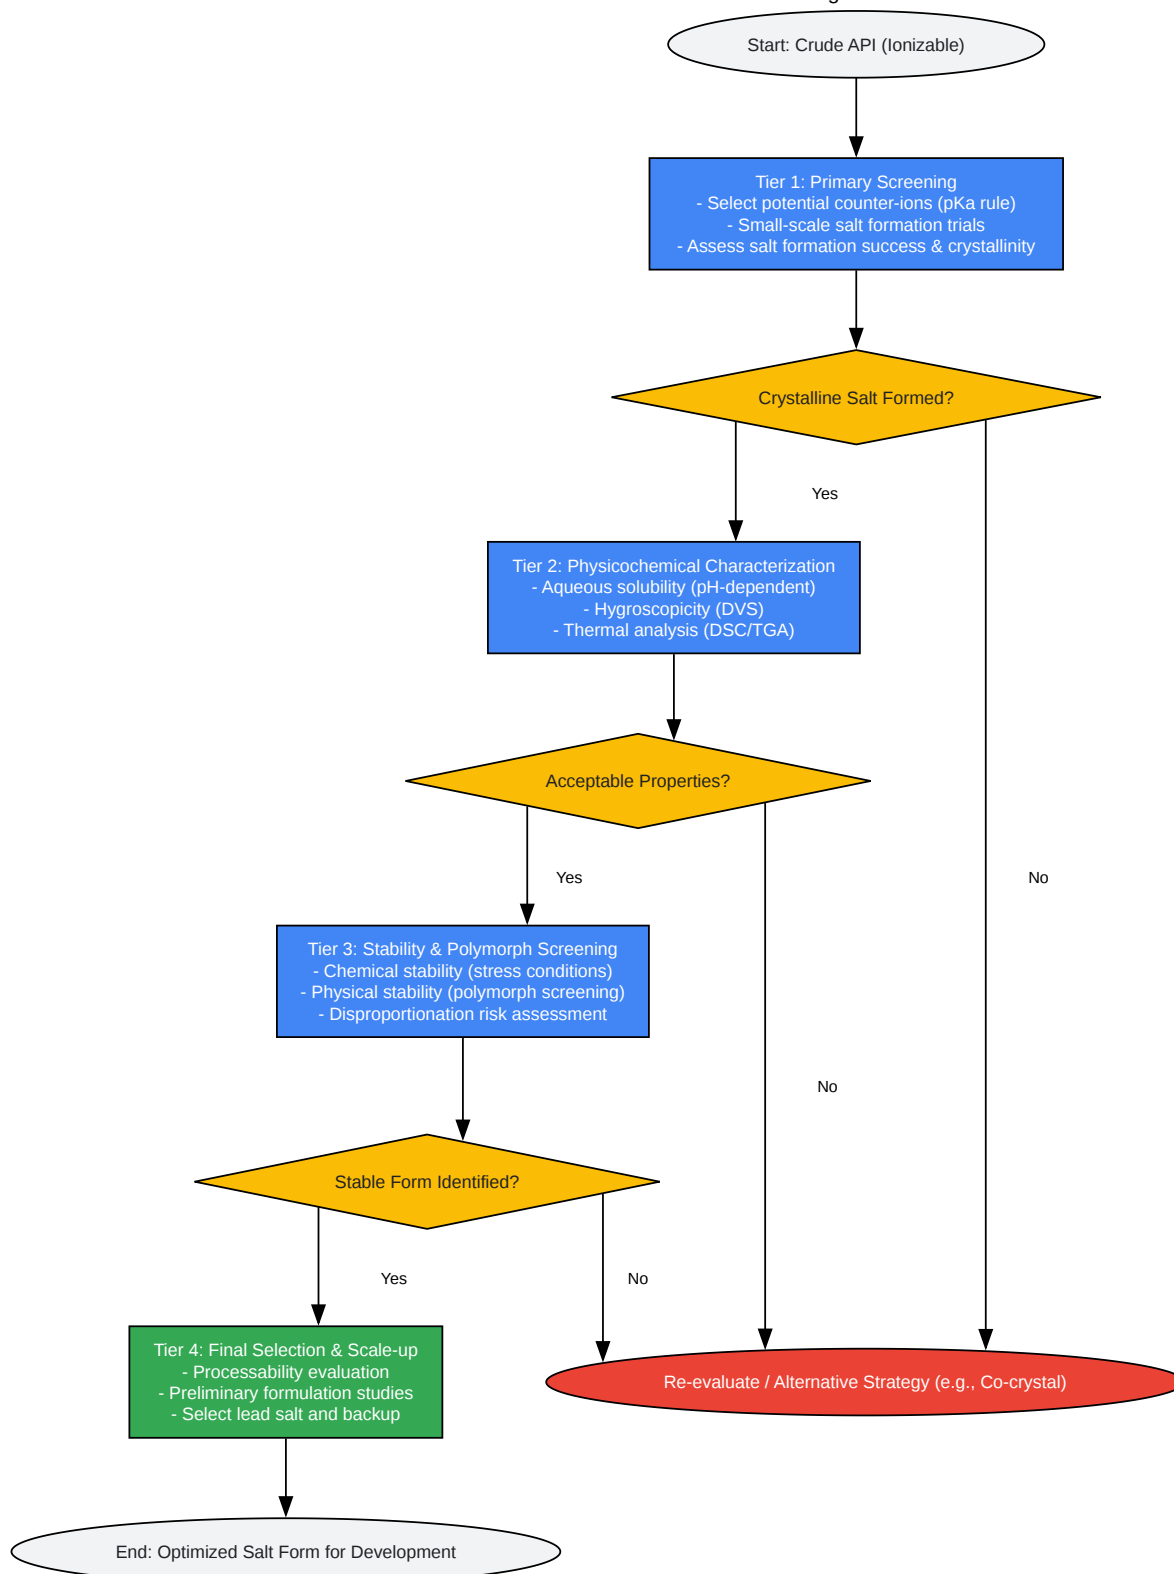 Start: Crude API (Ionizable)
Tier 1: Primary Screening
- Select potential counter-ions (pKa rule)
- Small-scale salt formation trials
- Assess salt formation success & crystallinity
Crystalline Salt Formed?
Yes
Tier 2: Physicochemical Characterization
- Aqueous solubility (pH-dependent)
- Hygroscopicity (DVS)
- Thermal analysis (DSC/TGA)
Acceptable Properties?
Yes
No
Tier 3: Stability & Polymorph Screening
- Chemical stability (stress conditions)
- Physical stability (polymorph screening)
- Disproportionation risk assessment
No
Stable Form Identified?
Yes
No
Tier 4: Final Selection & Scale-up
- Processability evaluation
- Preliminary formulation studies
- Select lead salt and backup
Re-evaluate / Alternative Strategy (e.g., Co-crystal)
End: Optimized Salt Form for Development